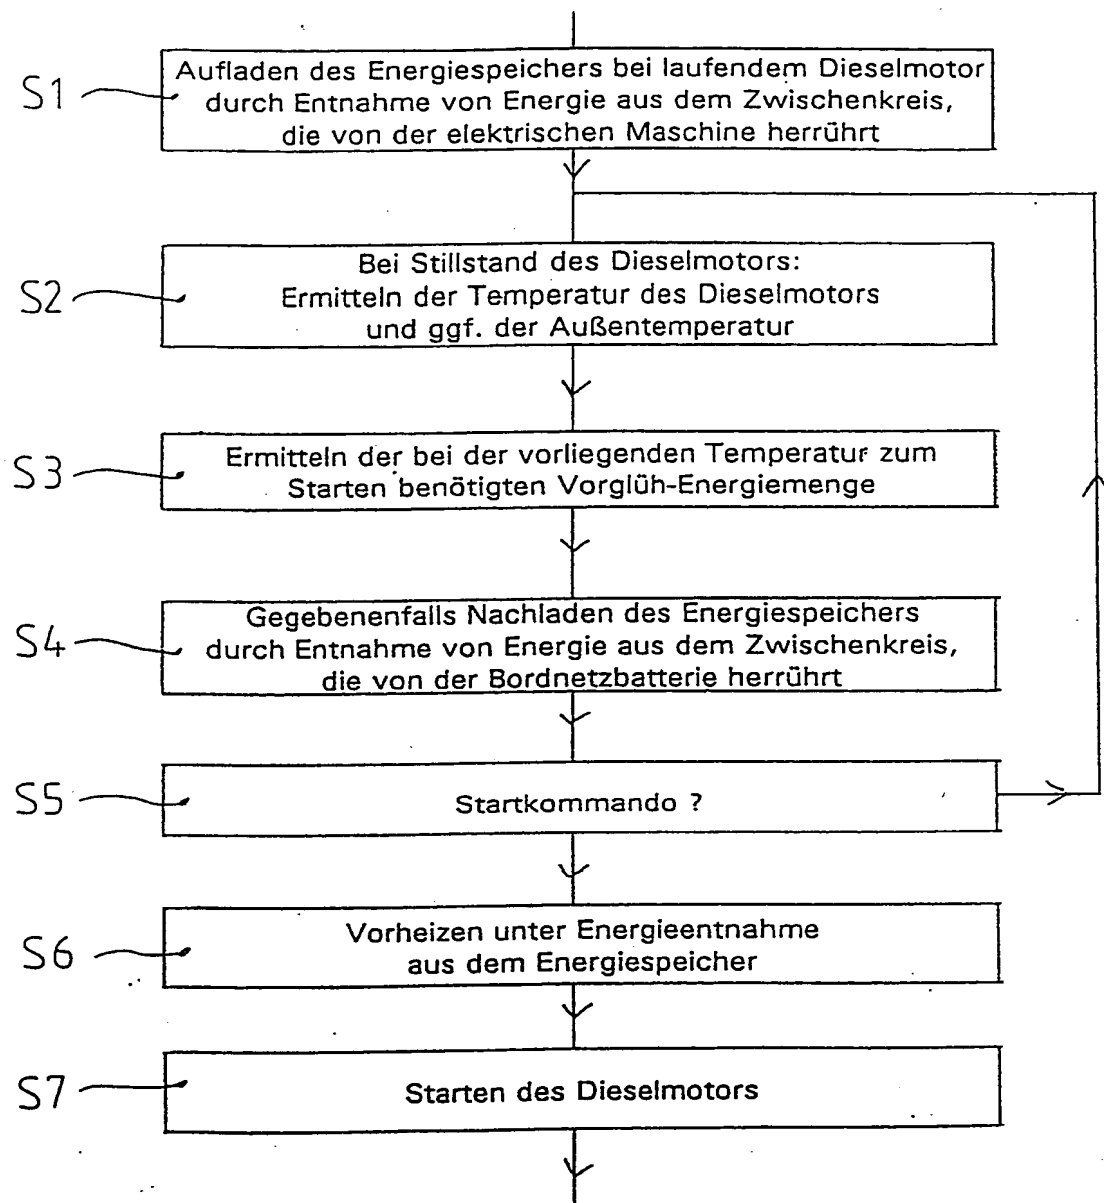 S1
Aufladen des Energiespeichers bei laufendem Dieselmotor
durch Entnahme von Energie aus dem Zwischenkreis,
die von der elektrischen Maschine herrührt
S2
Bei Stillstand des Dieselmotors:
Ermitteln der Temperatur des Dieselmotors
und ggf. der Außentemperatur
S3
Ermitteln der bei der vorliegenden Temperatur zum
Starten benötigten Vorglüh-Energiemenge
S4
Gegebenenfalls Nachladen des Energiespeichers
durch Entnahme von Energie aus dem Zwischenkreis,
die von der Bordnetzbatterie herrührt
S5
Startkommando ?
S6
Vorheizen unter Energieentnahme
aus dem Energiespeicher
S7
Starten des Dieselmotors